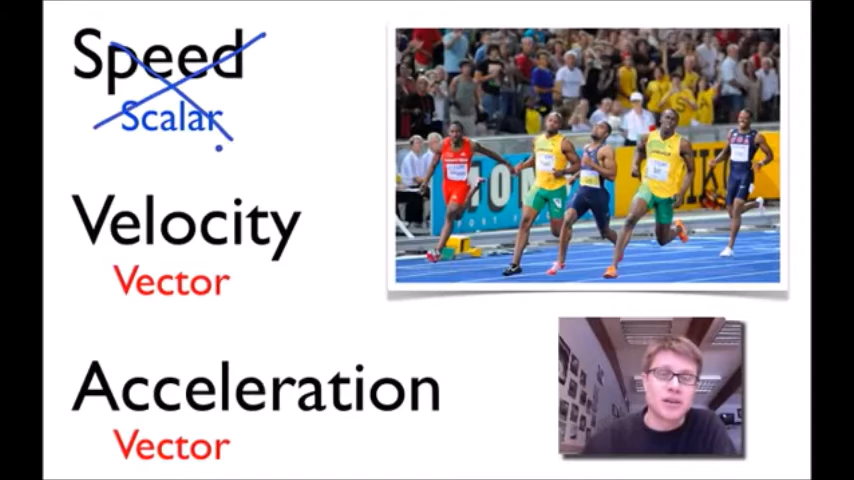 Speed
Scalar
Velocity
Vector
Acceleration
Vector